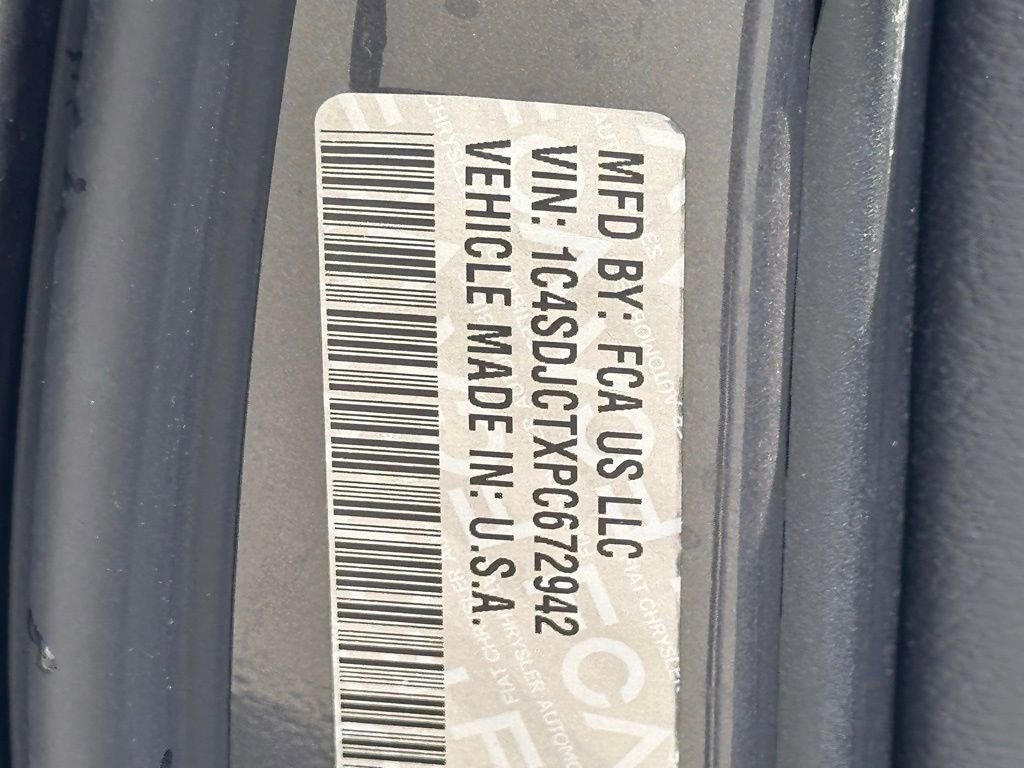 MFD BY: FCA US LLC
VIN: 1C4SDJCTXPC672942
VEHICLE MADE IN: U.S.A.